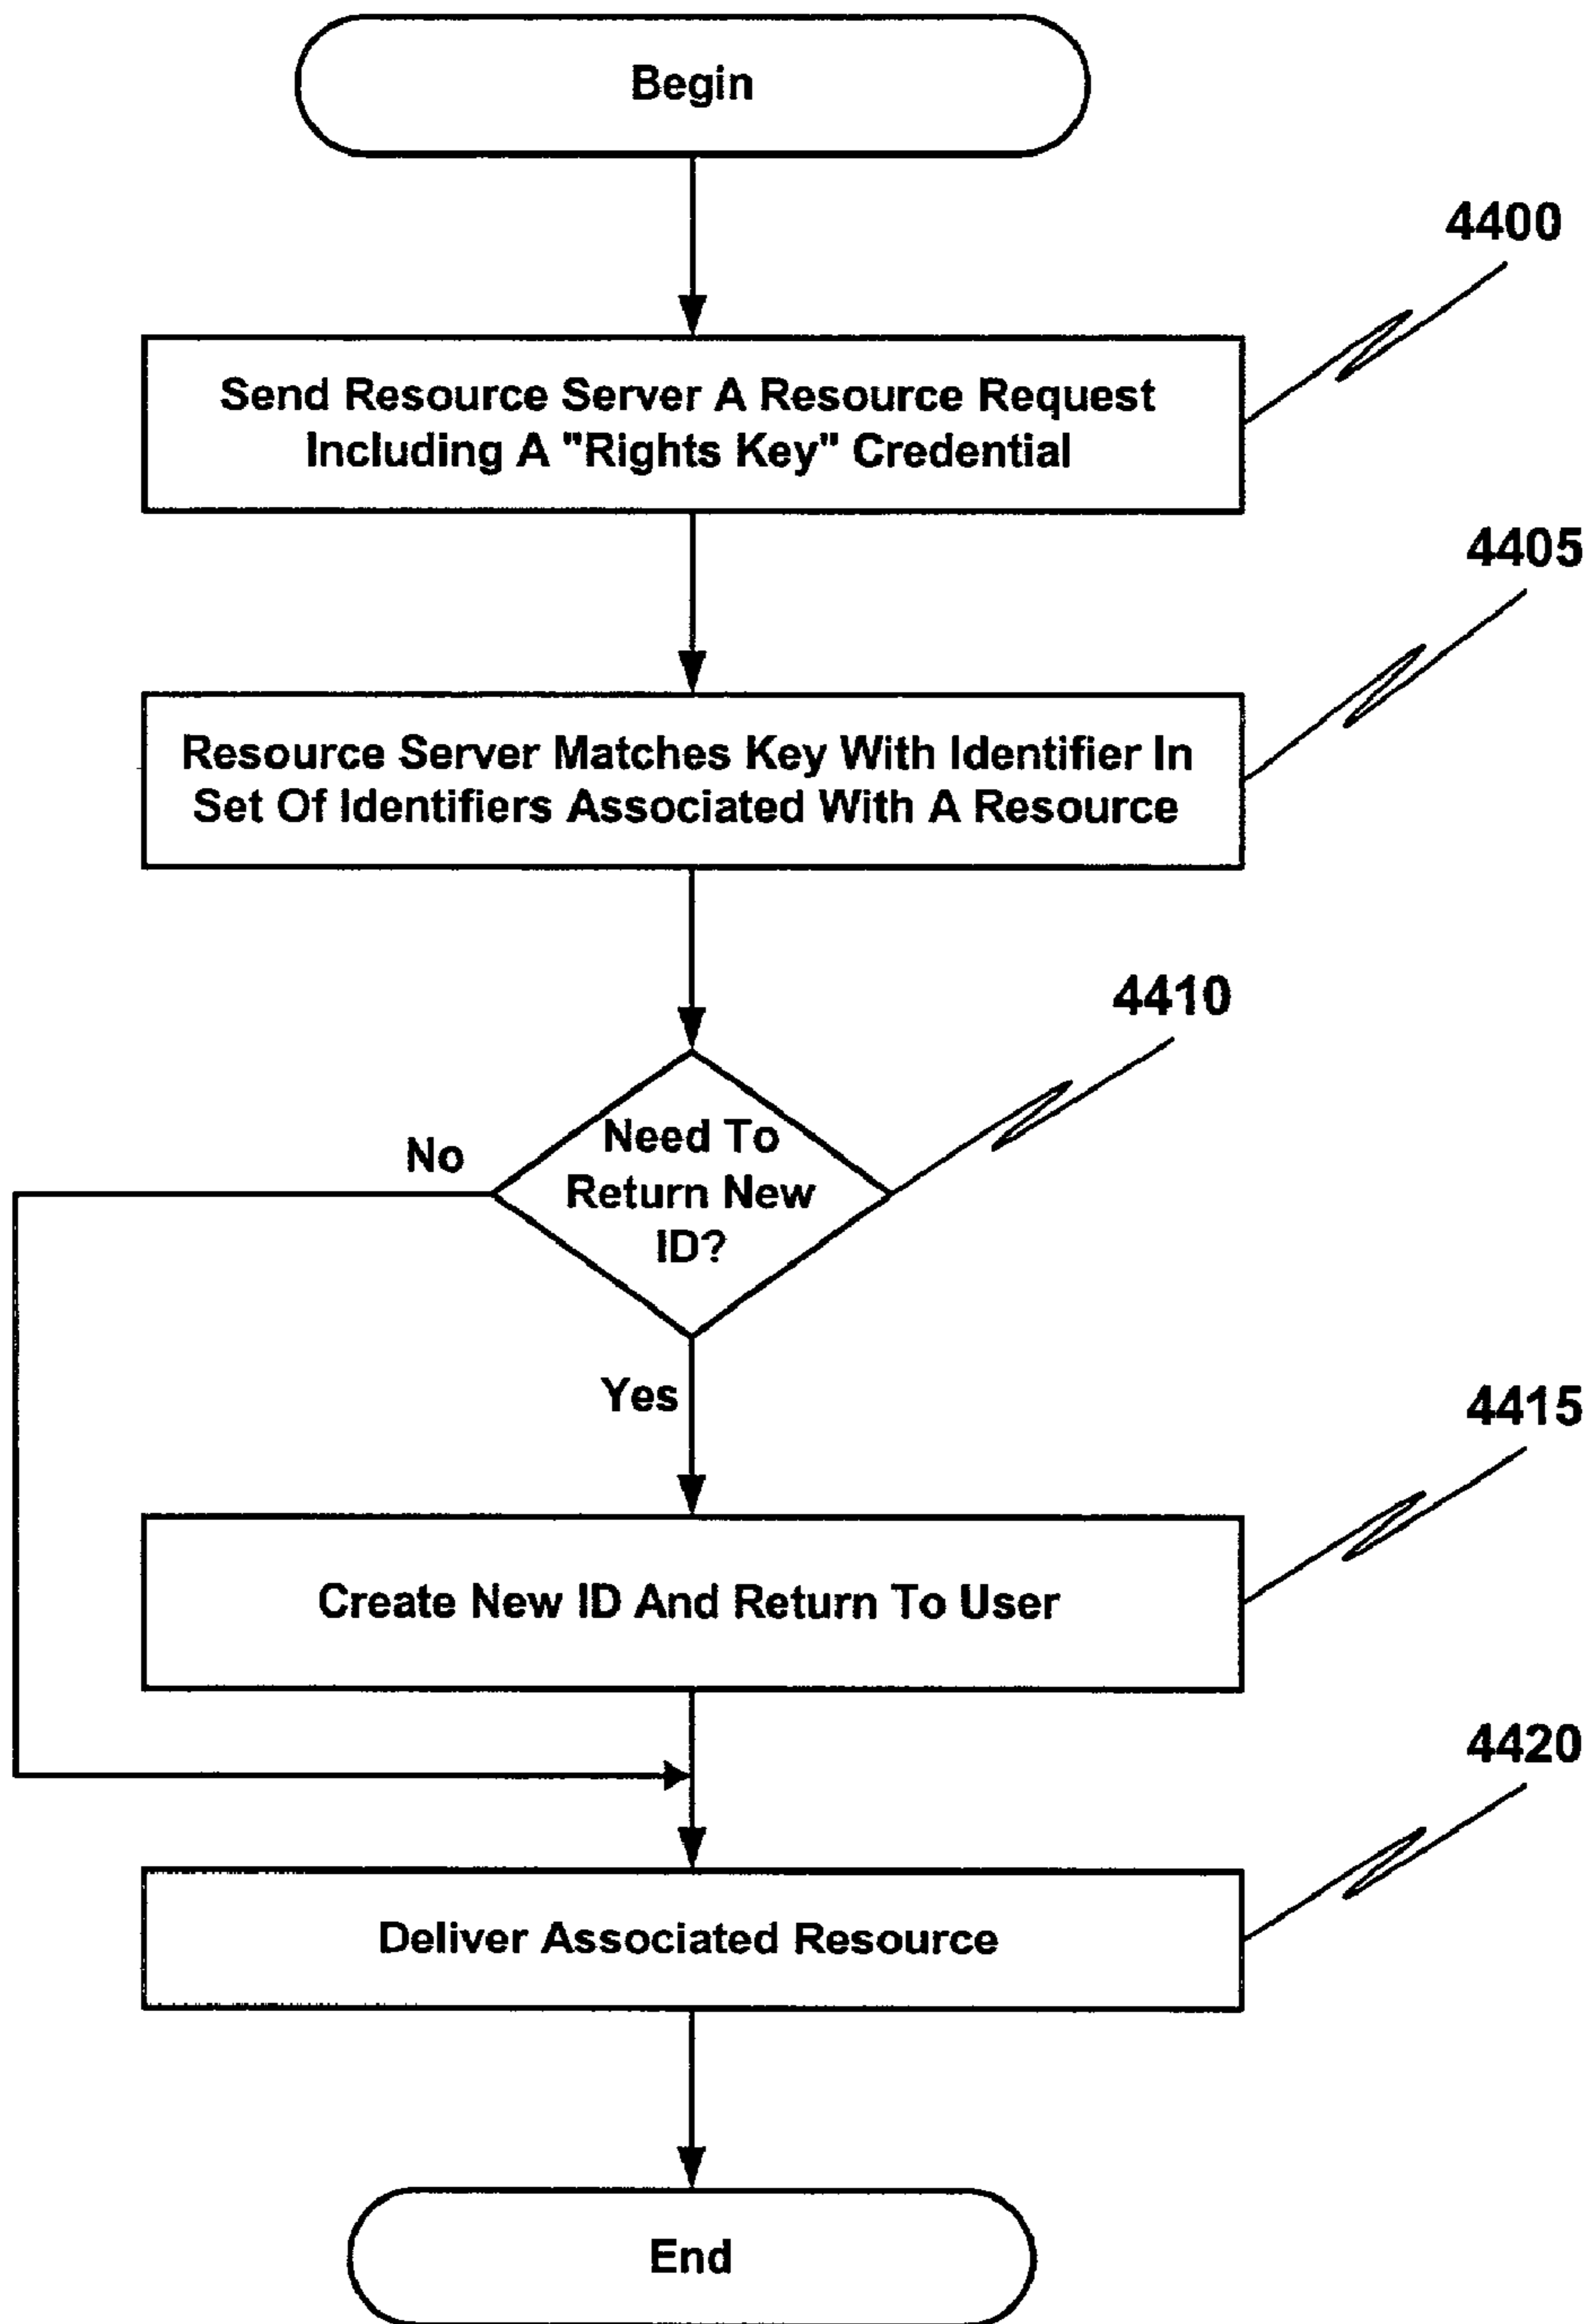 Begin
4400
Send Resource Server A Resource Request
Including A "Rights Key" Credential
4405
Resource Server Matches Key With Identifier In
Set Of Identifiers Associated With A Resource
4410
No
Need To
Return New
ID?
Yes
4415
Create New ID And Return To User
4420
Deliver Associated Resource
End